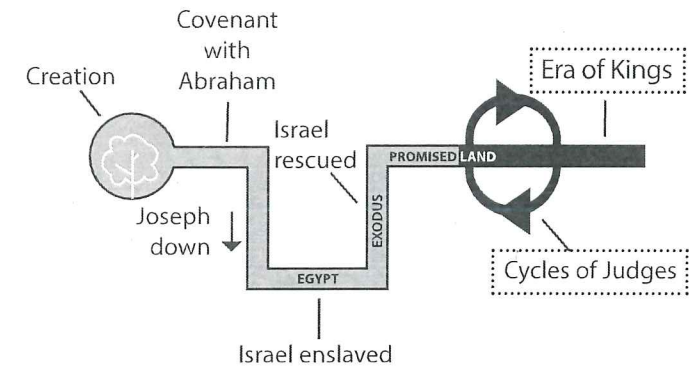 Creation
Covenant
with
Abraham
Joseph
down
EGYPT
Israel enslaved
Israel
rescued
EXODUS
PROMISED LAND
Era of Kings
Cycles of Judges